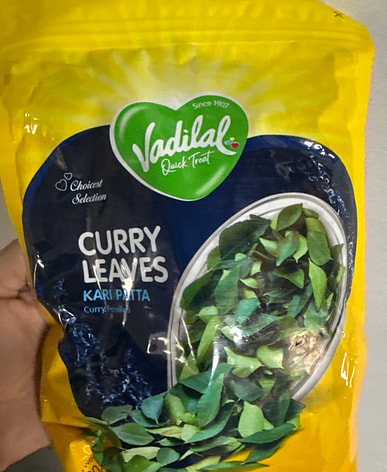 Since 1907
Vadilal
Quick Treat
Choicest
Selection
CURRY
LEAVES
KARI PATTA